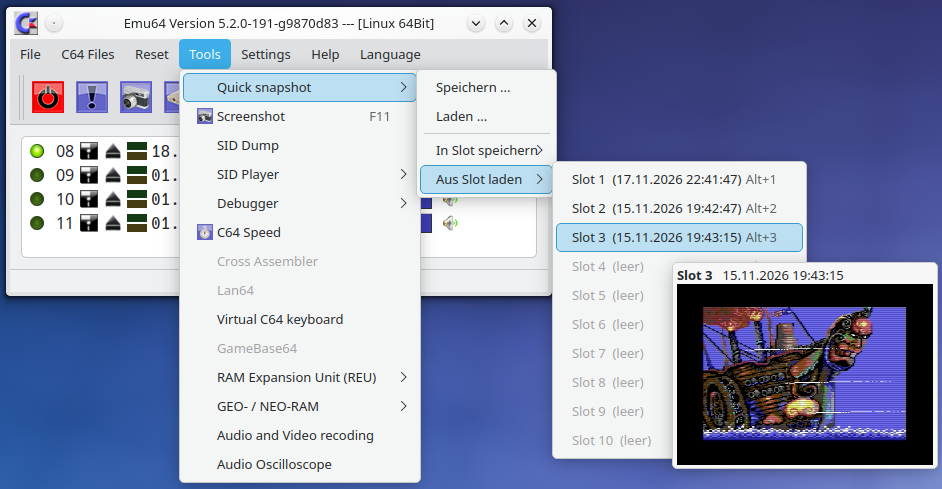 Emu64 Version 5.2.0-191-g9870d83 --- [Linux 64Bit]
File C64 Files Reset Tools Settings Help Language
Quick snapshot
Screenshot F11
SID Dump
SID Player
Debugger
C64 Speed
Cross Assembler
Lan64
Virtual C64 keyboard
GameBase64
RAM Expansion Unit (REU)
GEO- / NEO-RAM
Audio and Video recoding
Audio Oscilloscope
Speichern ...
Laden ...
In Slot speichern
Aus Slot laden
Slot 1 (17.11.2026 22:41:47) Alt+1
Slot 2 (15.11.2026 19:42:47) Alt+2
Slot 3 (15.11.2026 19:43:15) Alt+3
Slot 4 (leer)
Slot 5 (leer)
Slot 6 (leer)
Slot 7 (leer)
Slot 8 (leer)
Slot 9 (leer)
Slot 10 (leer)
Slot 3 15.11.2026 19:43:15
08 18.
09 01.
10 01.
11 01.